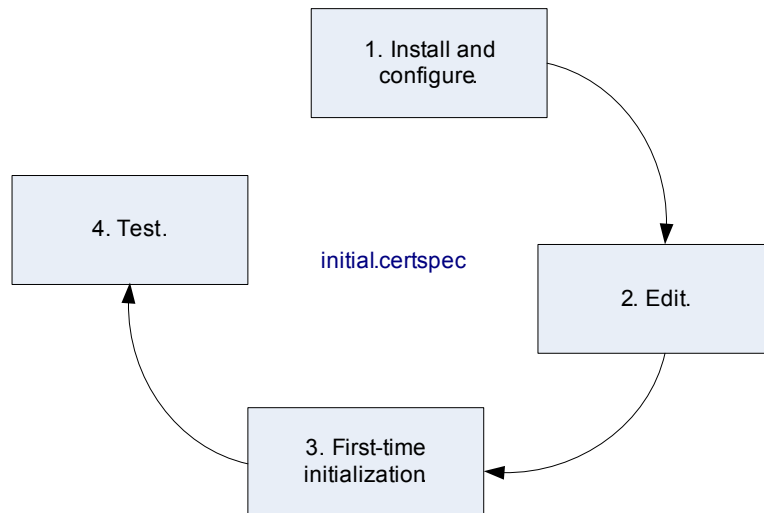 1. Install and
configure.
4. Test.
initial.certspec
2. Edit.
3. First-time
initialization.